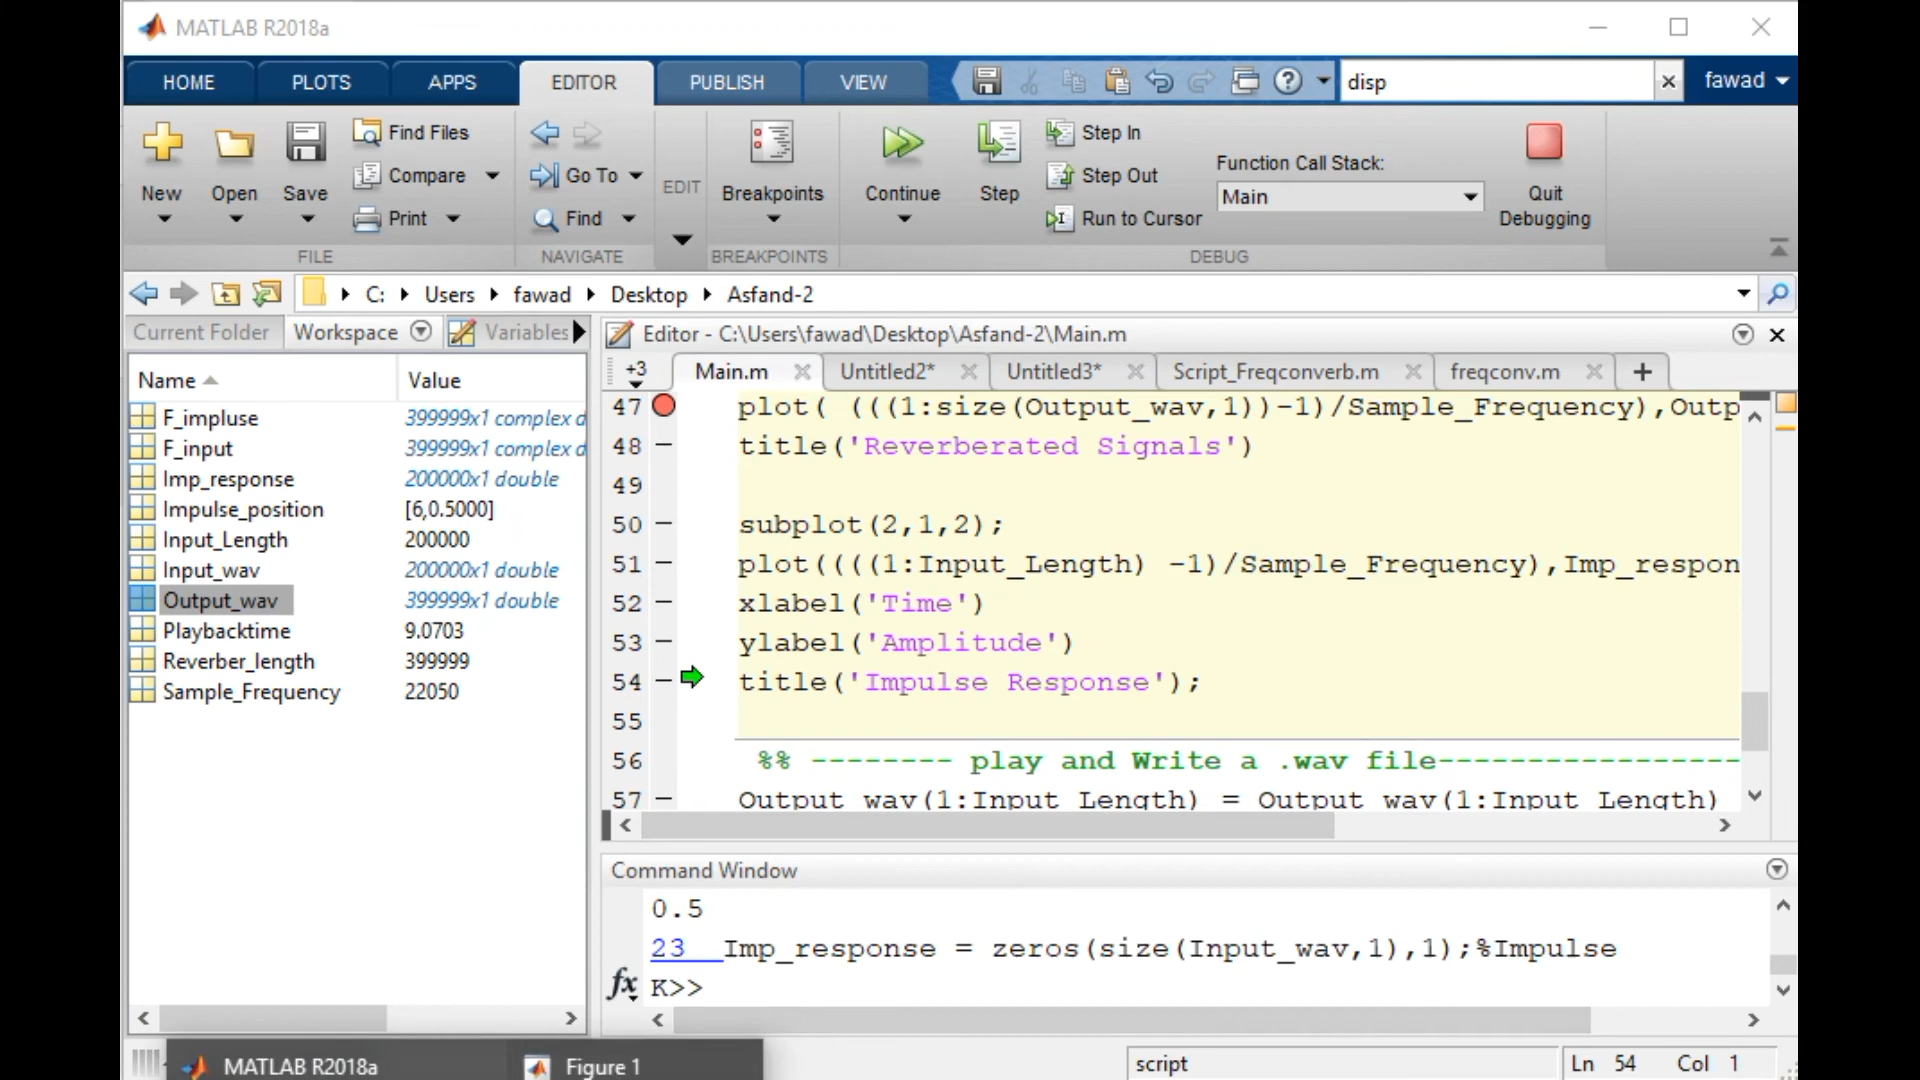 MATLAB R2018a
HOME PLOTS APPS EDITOR PUBLISH VIEW disp fawad
New Open Save Find Files Compare Print Go To Find EDIT Breakpoints Continue Step Step In Step Out Run to Cursor Function Call Stack: Main Quit Debugging
FILE NAVIGATE BREAKPOINTS DEBUG
C: Users fawad Desktop Asfand-2
Current Folder Workspace Variables
Name Value
F_impluse 399999x1 complex d
F_input 399999x1 complex d
Imp_response 200000x1 double
Impulse_position [6,0.5000]
Input_Length 200000
Input_wav 200000x1 double
Output_wav 399999x1 double
Playbacktime 9.0703
Reverber_length 399999
Sample_Frequency 22050
Editor - C:\Users\fawad\Desktop\Asfand-2\Main.m
+3 Main.m Untitled2* Untitled3* Script_Freqconverb.m freqconv.m
47 plot( (((1:size(Output_wav,1))-1)/Sample_Frequency),Outp
48 title('Reverberated Signals')
49
50 subplot(2,1,2);
51 plot((((1:Input_Length) -1)/Sample_Frequency),Imp_respon
52 xlabel('Time')
53 ylabel('Amplitude')
54 title('Impulse Response');
55
56 %% -------- play and Write a .wav file-----------------
57 Output_wav(1:Input_Length) = Output_wav(1:Input_Length)
Command Window
0.5
23 Imp_response = zeros(size(Input_wav,1),1);%Impulse
fx K>>
MATLAB R2018a Figure 1
script Ln 54 Col 1